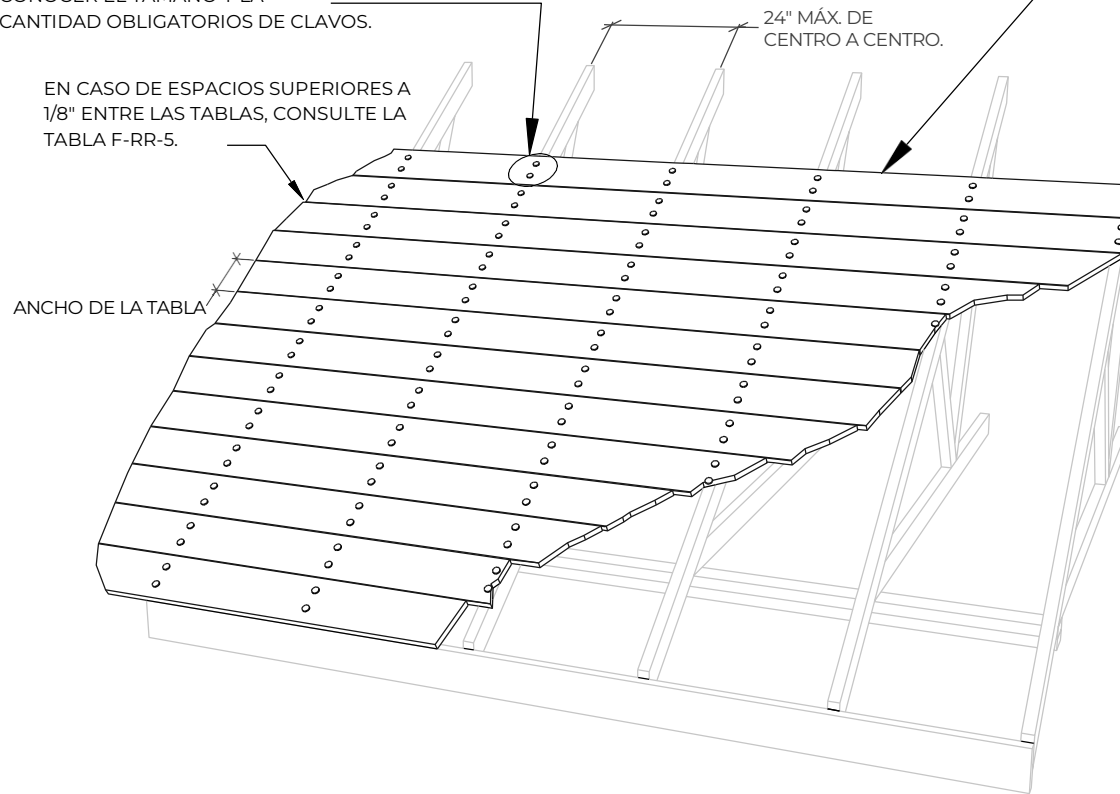 CONOCER EL TAMAÑO Y LA
CANTIDAD OBLIGATORIOS DE CLAVOS.
24" MÁX. DE
CENTRO A CENTRO.
EN CASO DE ESPACIOS SUPERIORES A
1/8" ENTRE LAS TABLAS, CONSULTE LA
TABLA F-RR-5.
ANCHO DE LA TABLA